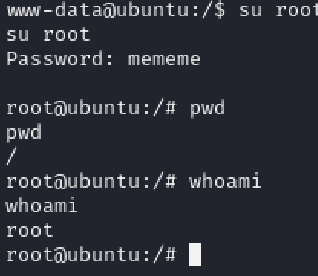 www-data@ubuntu:/$ su root
su root
Password: mememe
root@ubuntu:/# pwd
pwd
/
root@ubuntu:/# whoami
whoami
root
root@ubuntu:/#